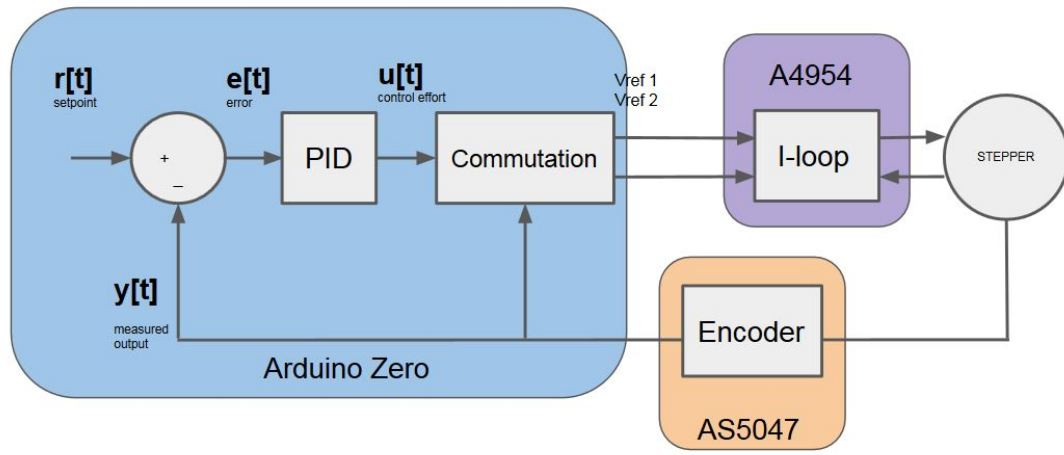 r[t]
setpoint
e[t]
error
u[t]
control effort
Vref 1
Vref 2
A4954
+
–
PID
Commutation
I-loop
STEPPER
y[t]
measured
output
Encoder
Arduino Zero
AS5047